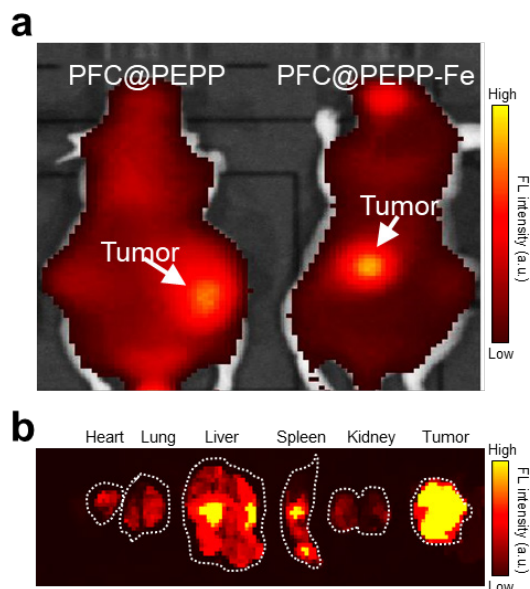 a
PFC@PEPP PFC@PEPP-Fe
Tumor
Tumor
High
FL intensity (a.u.)
Low
b
Heart Lung Liver Spleen Kidney Tumor
High
FL intensity (a.u.)
Low